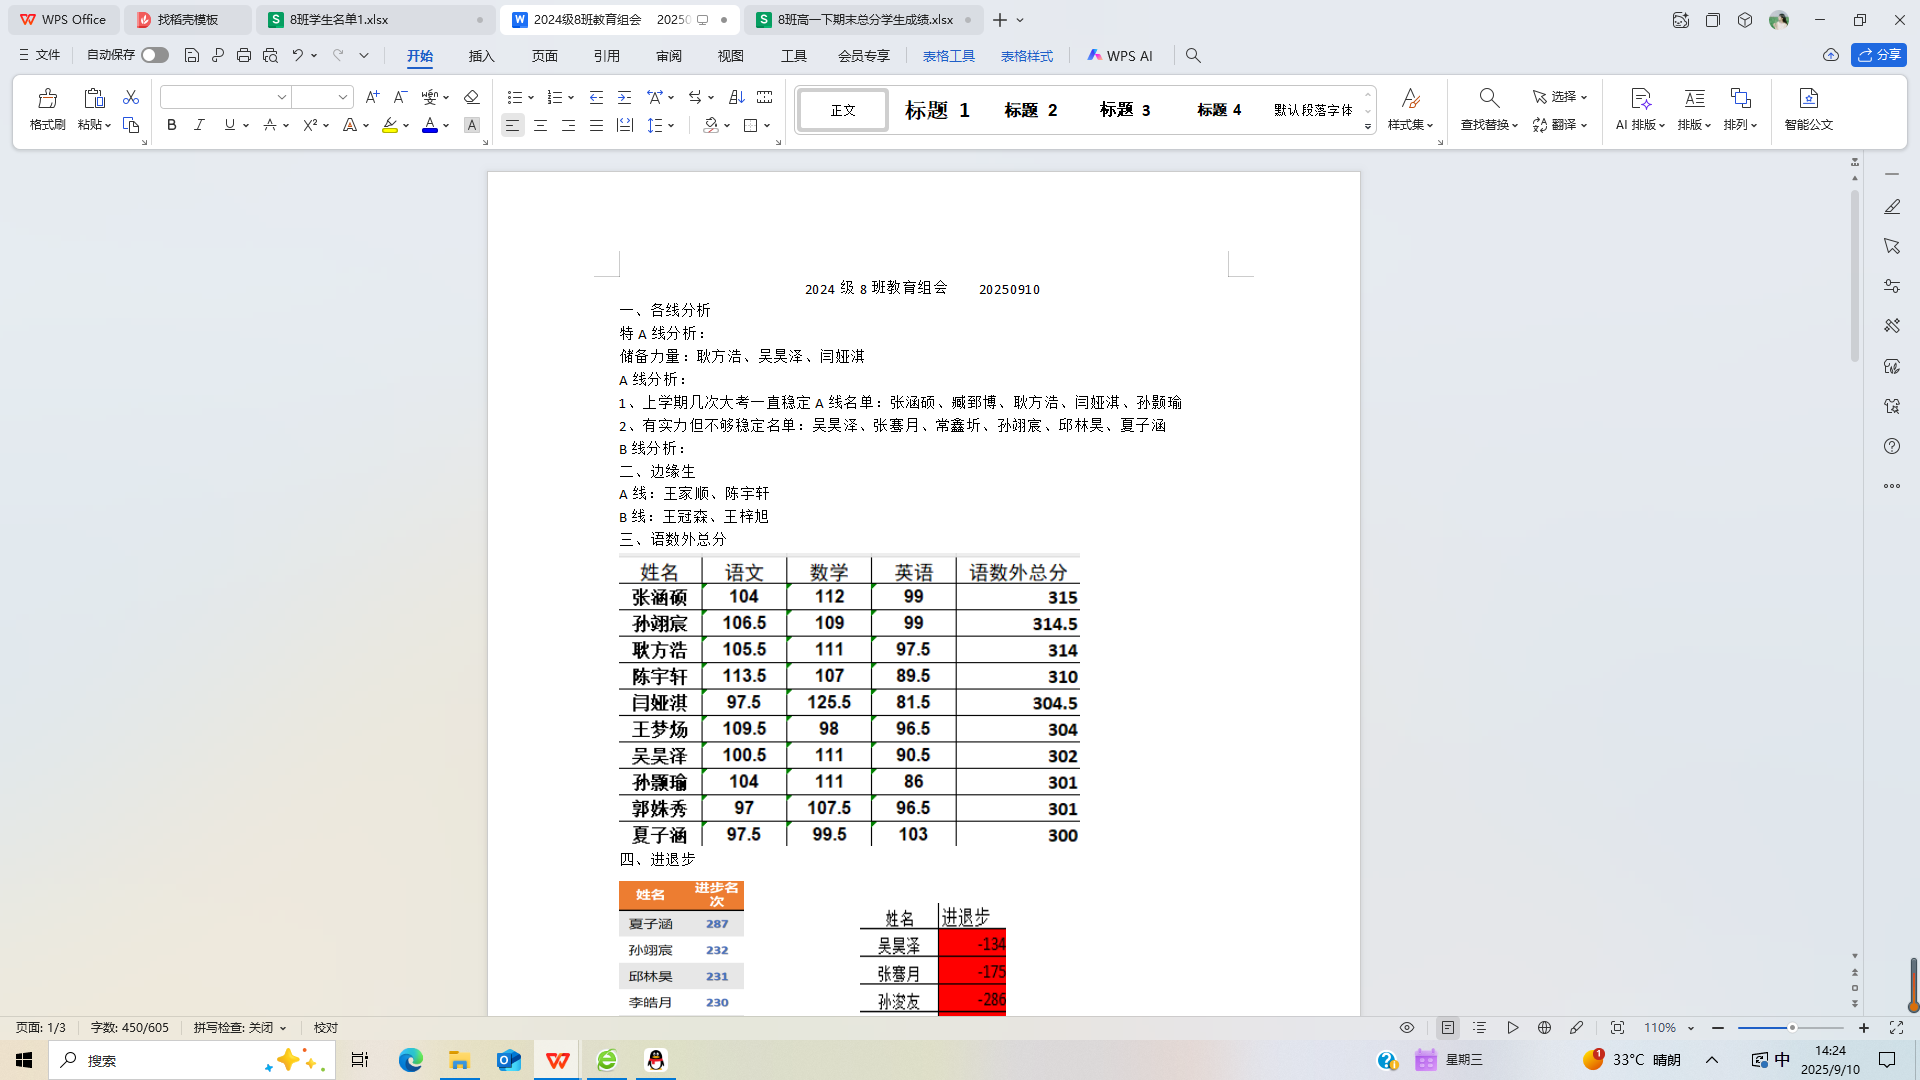 WPS Office
找稻壳模板
8班学生名单1.xlsx
2024级8班教育组会 20250
8班高一下期末总分学生成绩.xlsx
文件
自动保存
开始
插入
页面
引用
审阅
视图
工具
会员专享
表格工具
表格样式
WPS AI
分享
格式刷
粘贴
正文
标题 1
标题 2
标题 3
标题 4
默认段落字体
样式集
查找替换
选择
翻译
AI 排版
排版
排列
智能公文
2024 级 8 班教育组会 20250910
一、各线分析
特 A 线分析：
储备力量：耿方浩、吴昊泽、闫娅淇
A 线分析：
1、上学期几次大考一直稳定 A 线名单：张涵硕、臧郅博、耿方浩、闫娅淇、孙颢瑜
2、有实力但不够稳定名单：吴昊泽、张骞月、常鑫圻、孙翊宸、邱林昊、夏子涵
B 线分析：
二、边缘生
A 线：王家顺、陈宇轩
B 线：王冠森、王梓旭
三、语数外总分
姓名 语文 数学 英语 语数外总分
张涵硕 104 112 99 315
孙翊宸 106.5 109 99 314.5
耿方浩 105.5 111 97.5 314
陈宇轩 113.5 107 89.5 310
闫娅淇 97.5 125.5 81.5 304.5
王梦炀 109.5 98 96.5 304
吴昊泽 100.5 111 90.5 302
孙颢瑜 104 111 86 301
郭姝秀 97 107.5 96.5 301
夏子涵 97.5 99.5 103 300
四、进退步
姓名 进步名次
夏子涵 287
孙翊宸 232
邱林昊 231
李皓月 230
姓名 进退步
吴昊泽 -134
张骞月 -175
孙浚友 -286
页面: 1/3
字数: 450/605
拼写检查: 关闭
校对
110%
搜索
星期三
1
33°C 晴朗
中
14:24
2025/9/10